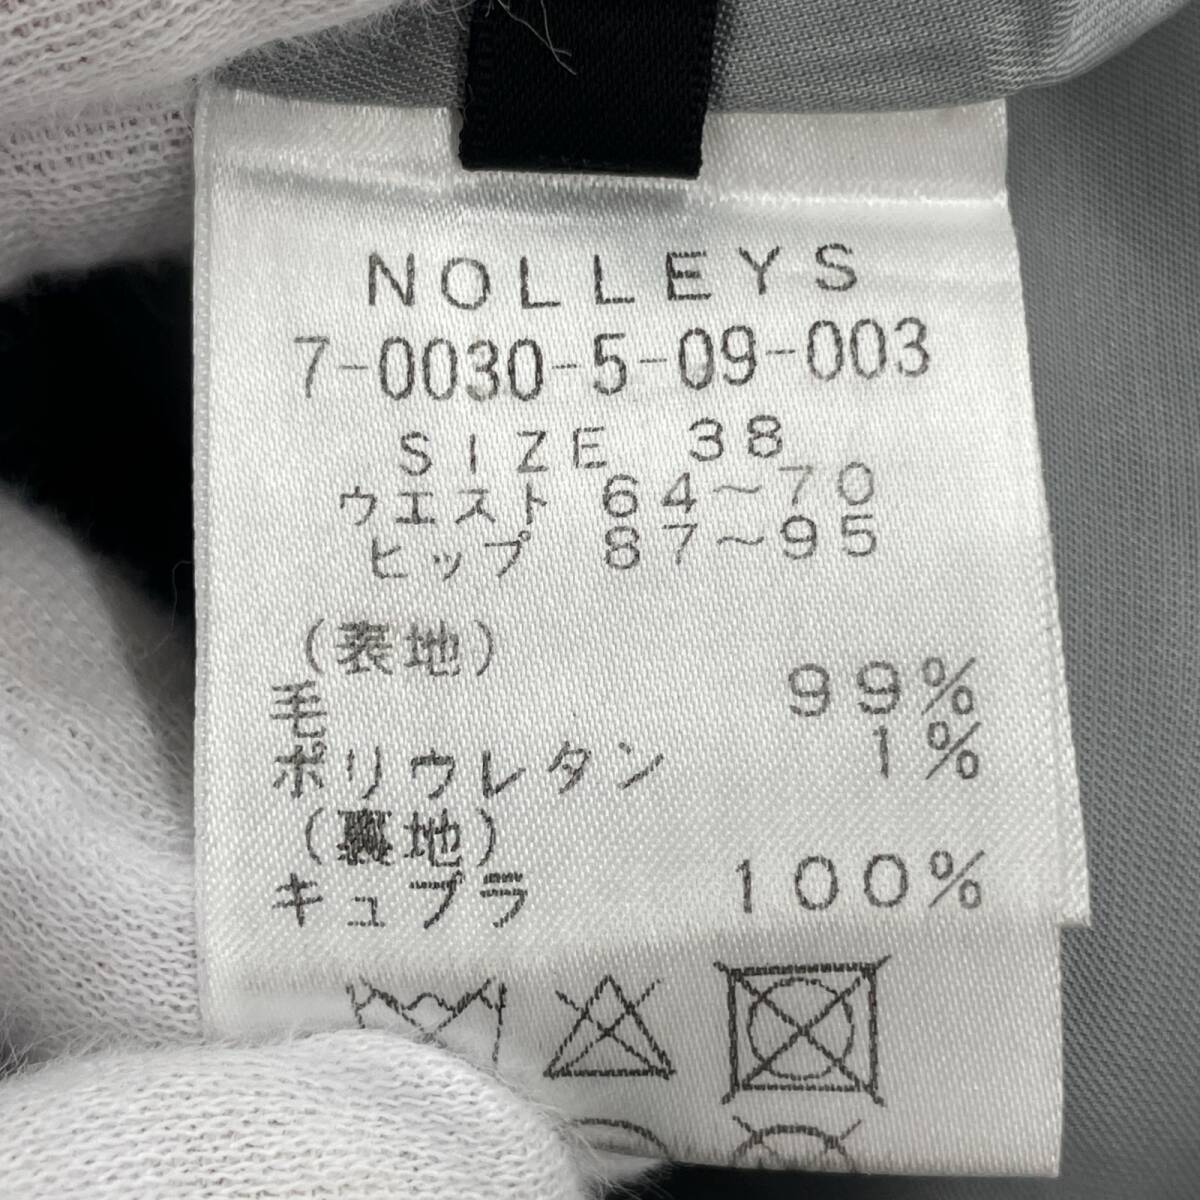 NOLLEYS
7-0030-5-09-003
SIZE 38
ウエスト 64～70
ヒップ 87～95
(表地)
毛 99%
ポリウレタン 1%
(裏地)
キュプラ 100%